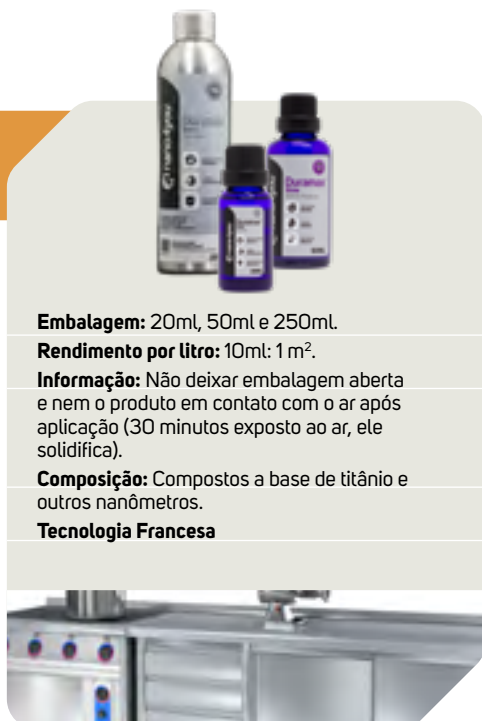 nano4you
Duramax
Embalagem: 20ml, 50ml e 250ml.
Rendimento por litro: 10ml: 1 m².
Informação: Não deixar embalagem aberta
e nem o produto em contato com o ar após
aplicação (30 minutos exposto ao ar, ele
solidifica).
Composição: Compostos a base de titânio e
outros nanômetros.
Tecnologia Francesa